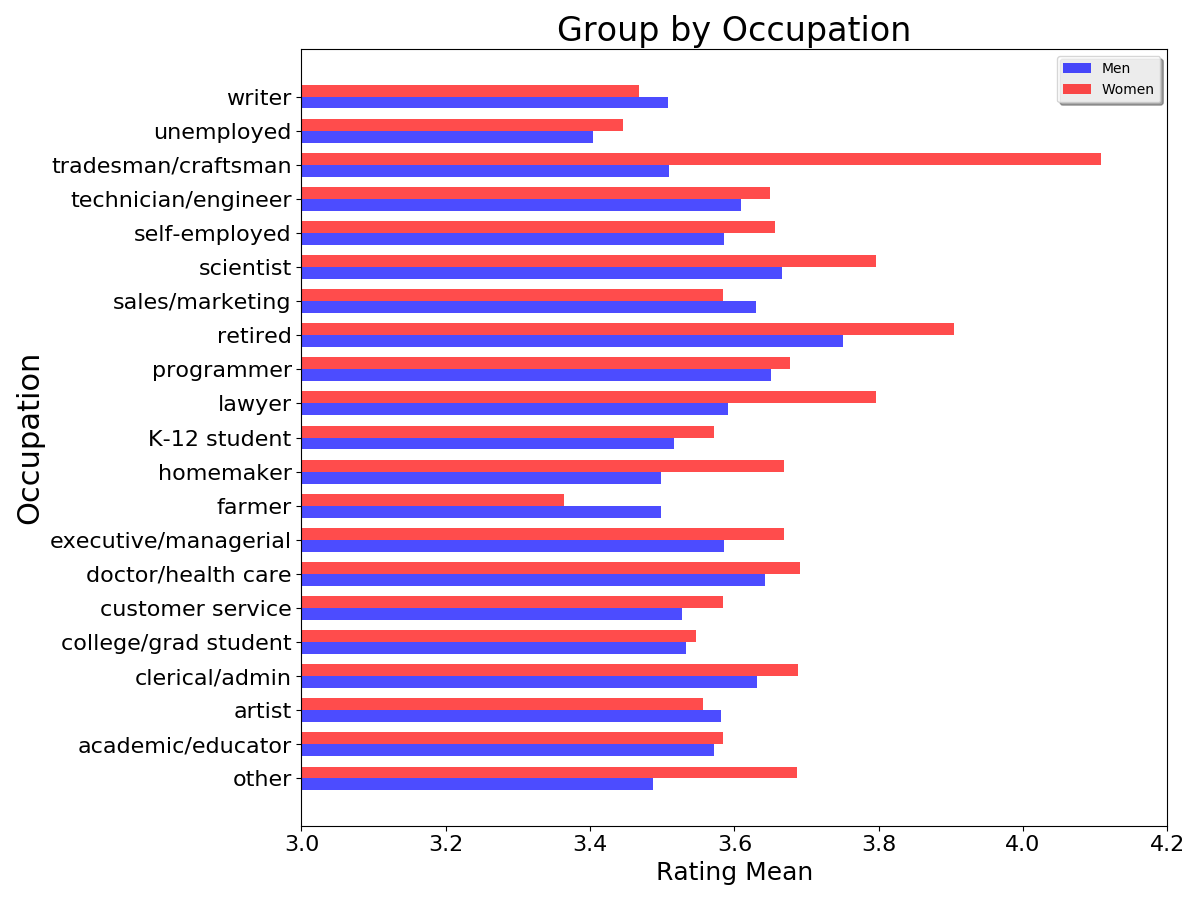 Group by Occupation
Men
Women
writer
unemployed
tradesman/craftsman
technician/engineer
self-employed
scientist
sales/marketing
retired
programmer
lawyer
K-12 student
homemaker
farmer
executive/managerial
doctor/health care
customer service
college/grad student
clerical/admin
artist
academic/educator
other
Occupation
3.0 3.2 3.4 3.6 3.8 4.0 4.2
Rating Mean